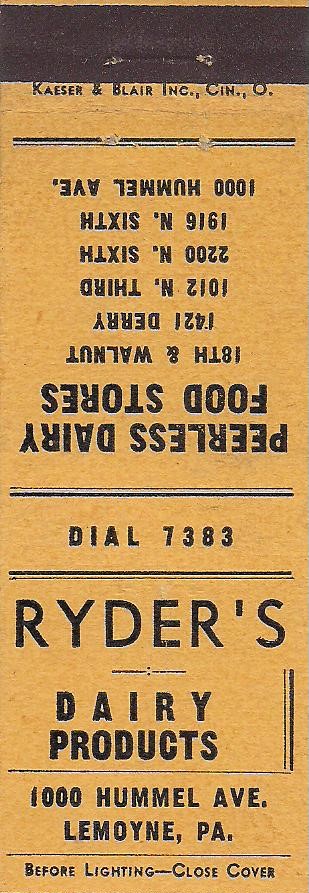 KAESER & BLAIR INC., CIN., O.
PEERLESS DAIRY
FOOD STORES
18TH & WALNUT
1421 DERRY
1012 N. THIRD
2200 N. SIXTH
1916 N. SIXTH
1000 HUMMEL AVE.
DIAL 7383
RYDER'S
DAIRY
PRODUCTS
1000 HUMMEL AVE.
LEMOYNE, PA.
BEFORE LIGHTING—CLOSE COVER